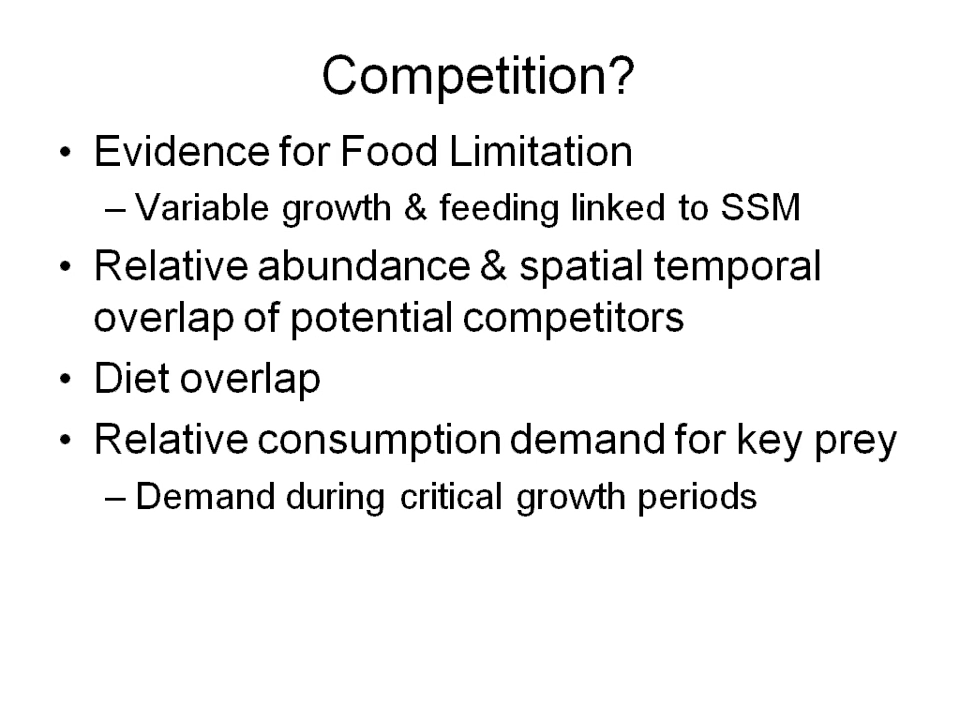 Competition?
• Evidence for Food Limitation
– Variable growth & feeding linked to SSM
• Relative abundance & spatial temporal
overlap of potential competitors
• Diet overlap
• Relative consumption demand for key prey
– Demand during critical growth periods